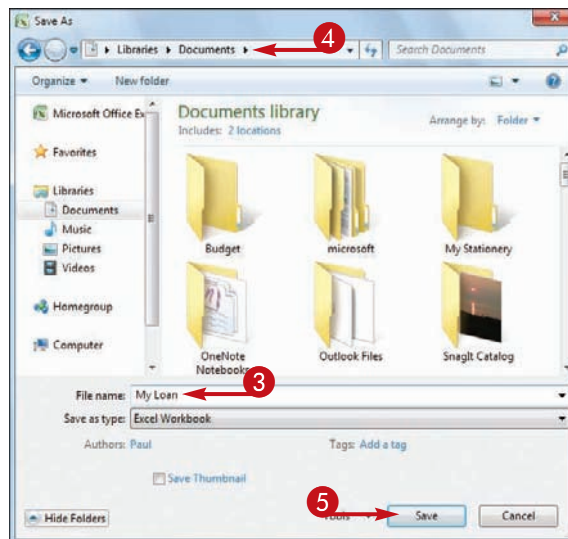 Save As
Libraries Documents 4 Search Documents
Organize New folder
Microsoft Office Ex
Documents library
Includes: 2 locations
Arrange by: Folder
Favorites
Libraries
Documents
Music
Pictures
Videos
Homegroup
Computer
Budget microsoft My Stationery
OneNote Notebooks Outlook Files SnagIt Catalog
File name: My Loan 3
Save as type: Excel Workbook
Authors: Paul Tags: Add a tag
Save Thumbnail
5
Hide Folders Tools Save Cancel